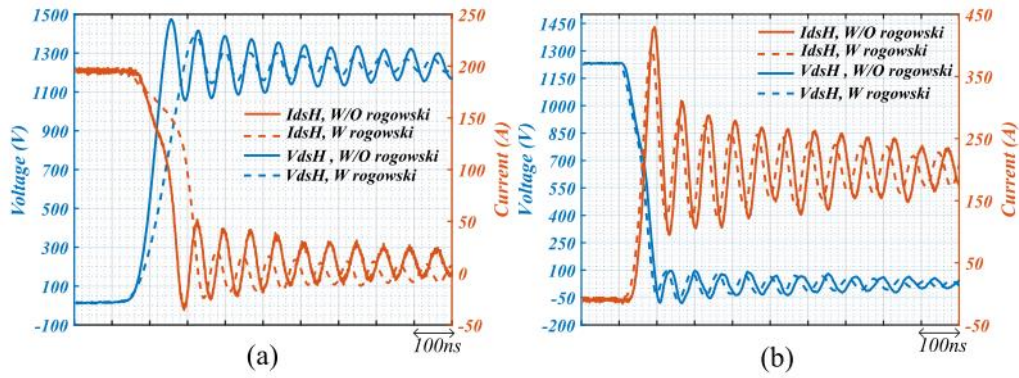 1500
1300
1100
900
700
500
300
100
-100
Voltage (V)
250
200
150
100
50
0
-50
Current (A)
IdsH, W/O rogowski
IdsH, W rogowski
VdsH , W/O rogowski
VdsH, W rogowski
100ns
(a)
1450
1300
1150
1000
850
700
550
400
250
100
-50
-200
Voltage (V)
450
350
250
150
50
-50
Current (A)
IdsH, W/O rogowski
IdsH, W rogowski
VdsH , W/O rogowski
VdsH, W rogowski
100ns
(b)